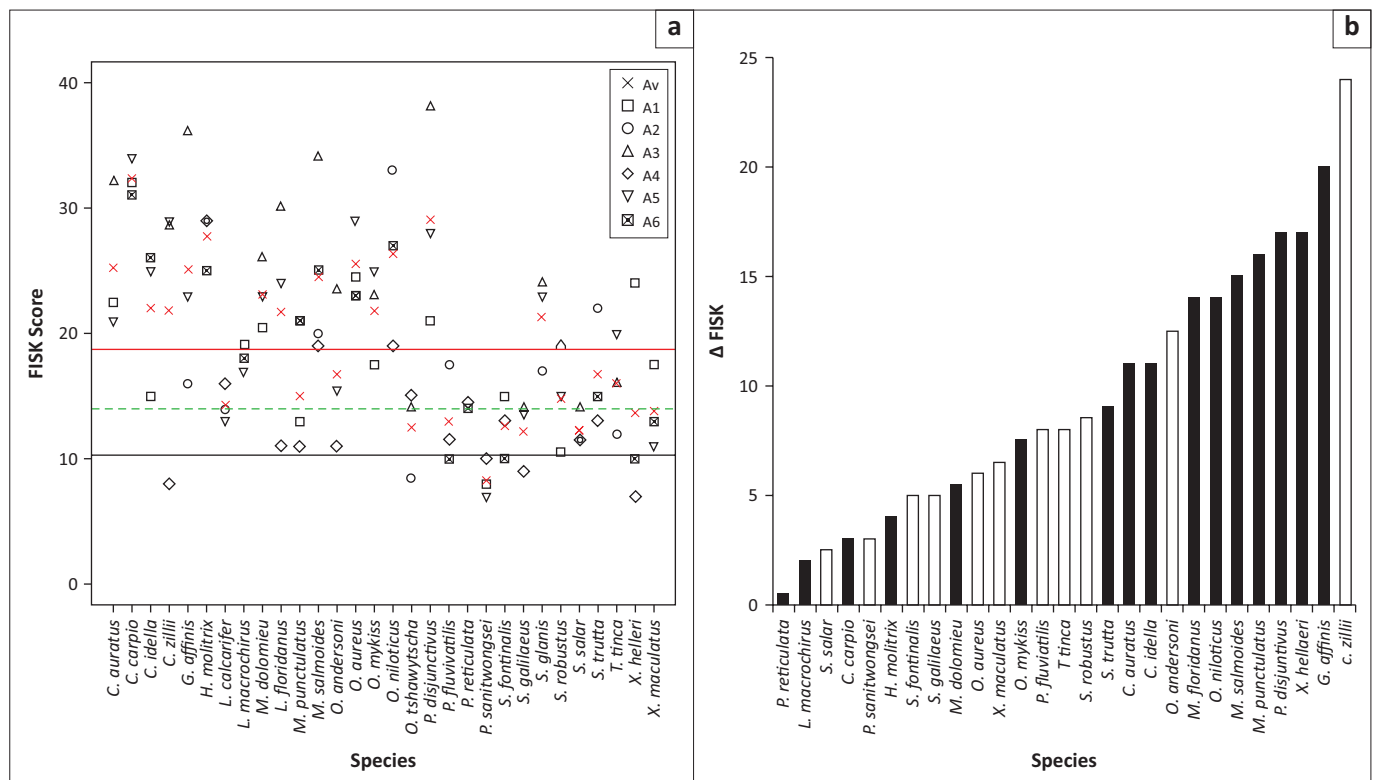 a
FISK Score
40
30
20
10
0
Av
A1
A2
A3
A4
A5
A6
C. auratus
C. carpio
C. idella
C. zillii
G. affinis
H. molitrix
L. calcarifer
L. macrochirus
M. dolomieu
L. floridanus
M. punctulatus
M. salmoides
O. andersoni
O. aureus
O. mykiss
O. niloticus
O. tshawytscha
P. disjunctivus
P. fluvivatilis
P. reticulata
P. sanitwongsei
S. fontinalis
S. galilaeus
S. glanis
S. robustus
S. salar
S. trutta
T. tinca
X. helleri
X. maculatus
Species
b
Δ FISK
25
20
15
10
5
0
P. reticulata
L. macrochirus
S. salar
C. carpio
P. sanitwongsei
H. molitrix
S. fontinalis
S. galilaeus
M. dolomieu
O. aureus
X. maculatus
O. mykiss
P. fluviatilis
T tinca
S. robustus
S. trutta
C. auratus
C. idella
O. andersoni
M. floridanus
O. niloticus
M. salmoides
M. punctulatus
P. disjuntivus
X. hellaeri
G. affinis
c. zillii
Species